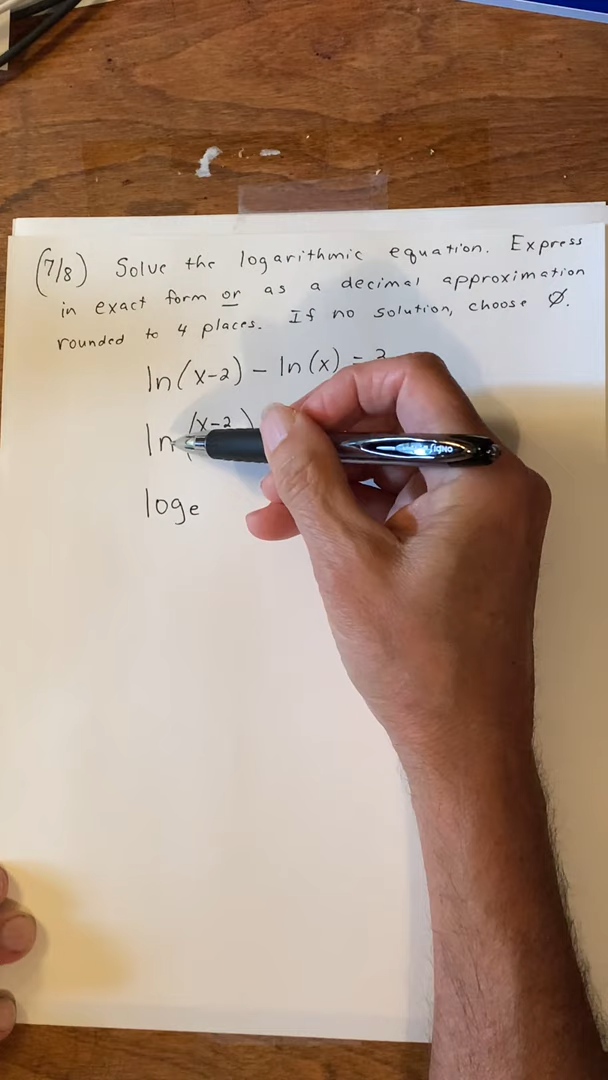 (7/8) Solve the logarithmic equation. Express
in exact form or as a decimal approximation
rounded to 4 places. If no solution, choose Ø.
ln(x-2) - ln(x) =
ln (x-2
logₑ